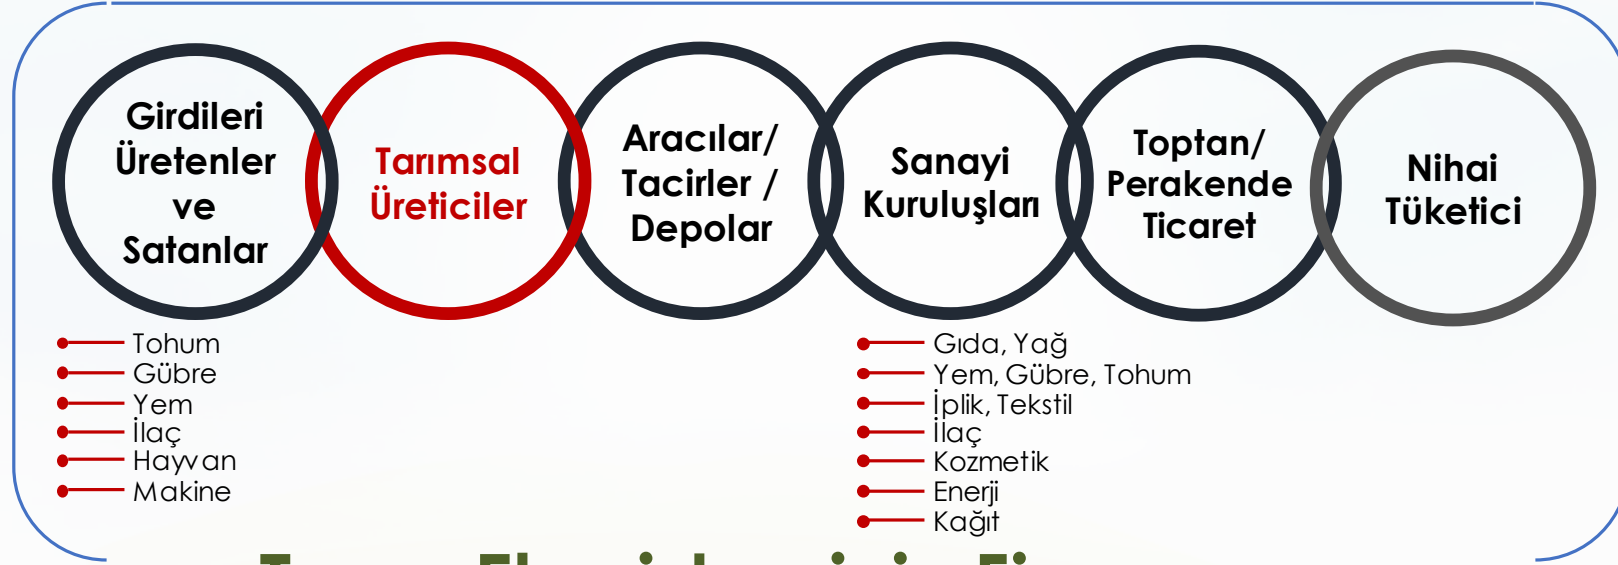 Girdileri
Üretenler
ve
Satanlar
Tarımsal
Üreticiler
Aracılar/
Tacirler /
Depolar
Sanayi
Kuruluşları
Toptan/
Perakende
Ticaret
Nihai
Tüketici
Tohum
Gübre
Yem
İlaç
Hayvan
Makine
Gıda, Yağ
Yem, Gübre, Tohum
İplik, Tekstil
İlaç
Kozmetik
Enerji
Kağıt